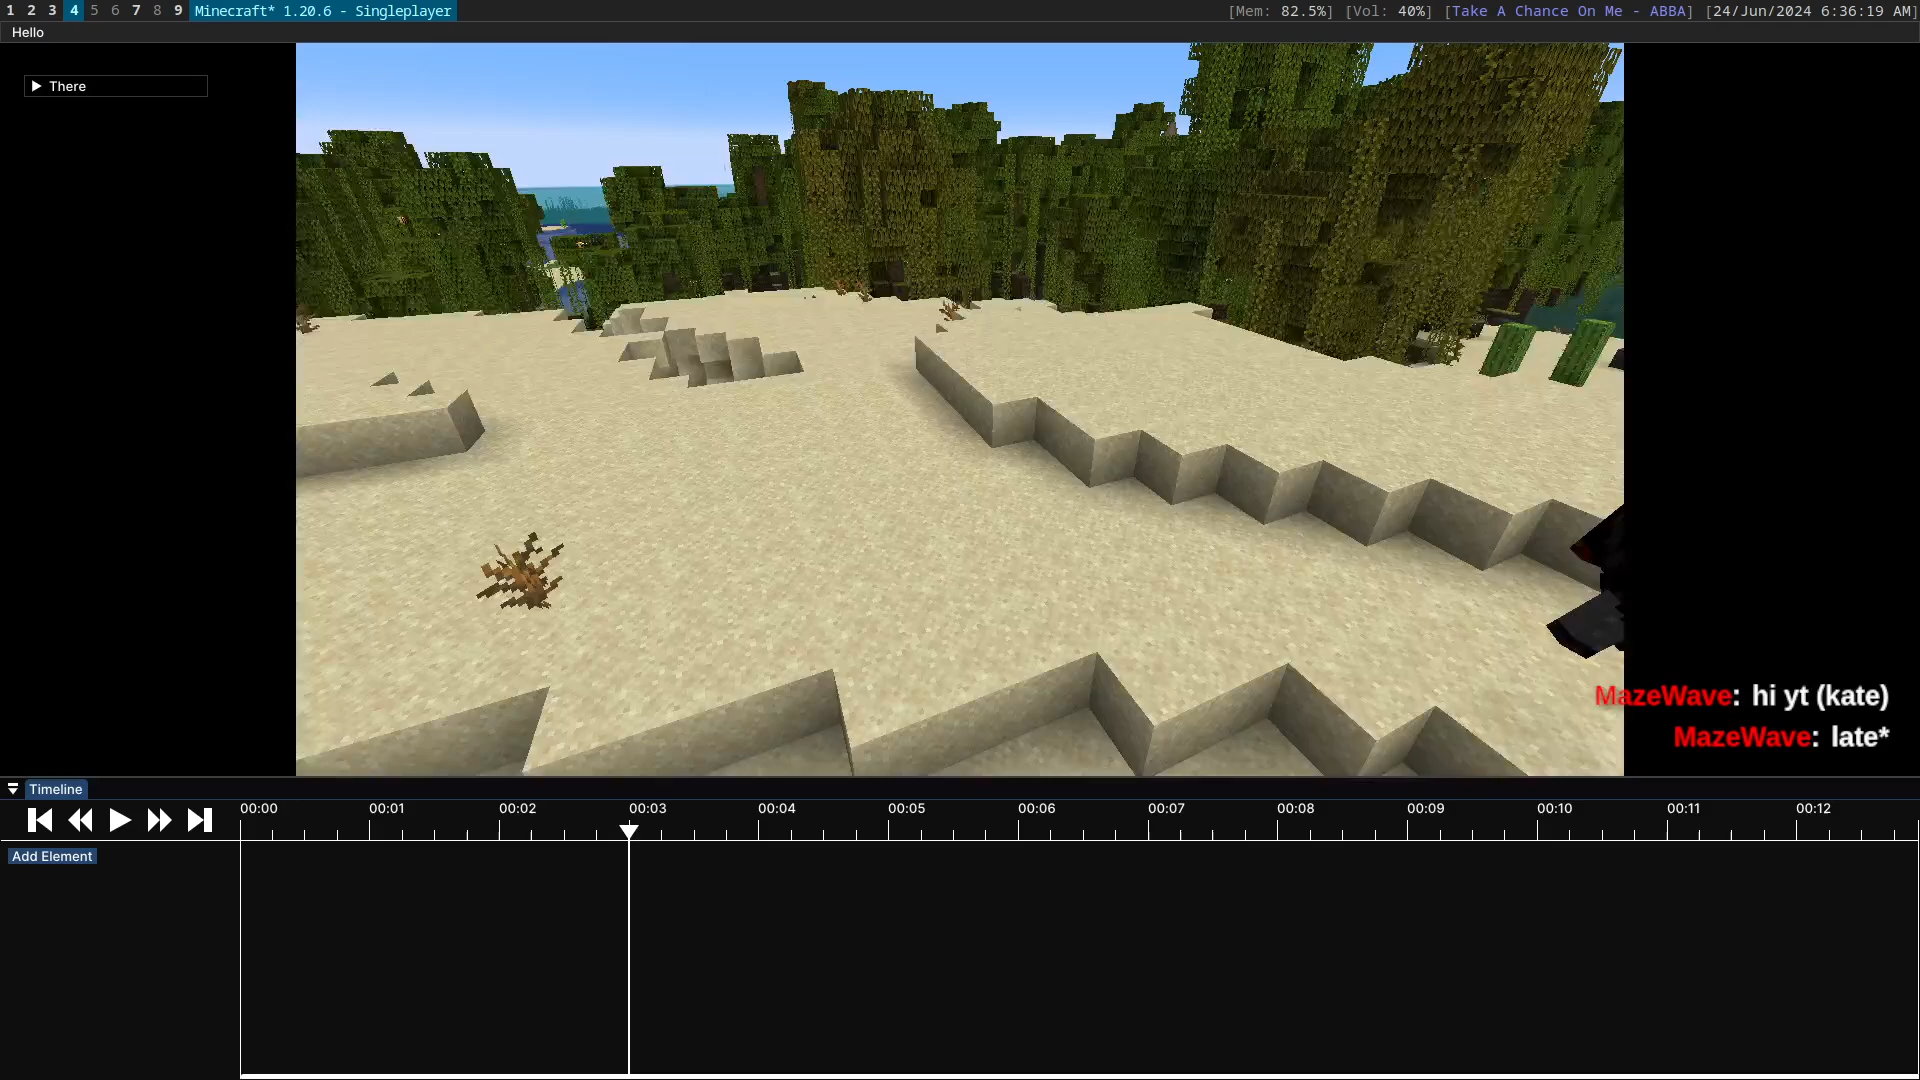 1 2 3 4 5 6 7 8 9 Minecraft* 1.20.6 - Singleplayer [Mem: 82.5%] [Vol: 40%] [Take A Chance On Me - ABBA] [24/Jun/2024 6:36:19 AM]
Hello
There
MazeWave: hi yt (kate)
MazeWave: late*
Timeline
00:00 00:01 00:02 00:03 00:04 00:05 00:06 00:07 00:08 00:09 00:10 00:11 00:12
Add Element